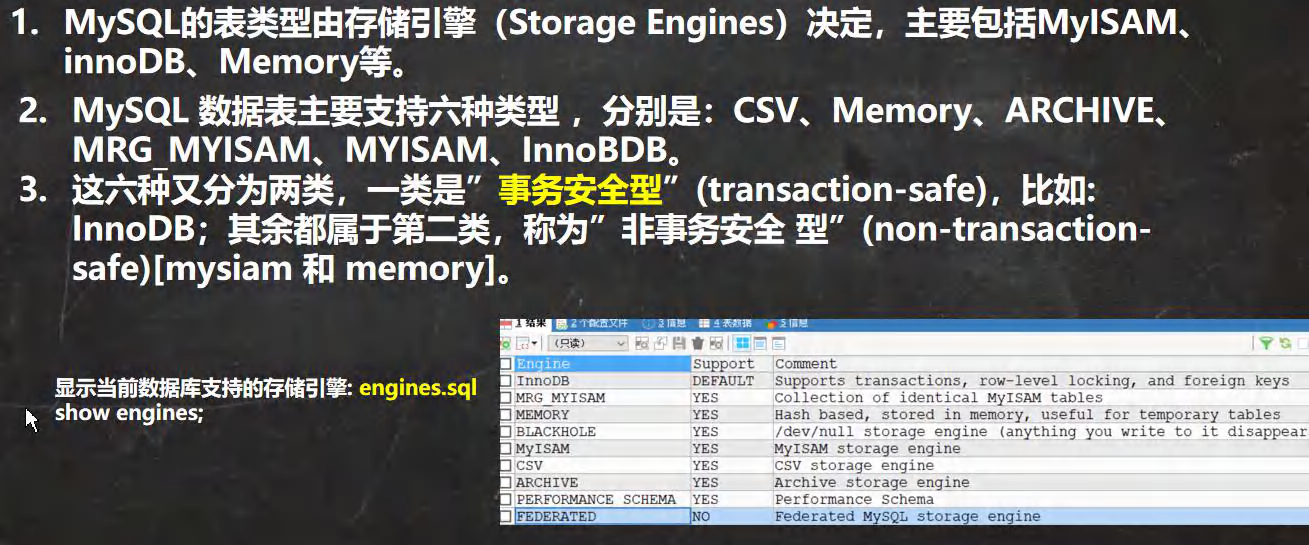 1. MySQL的表类型由存储引擎（Storage Engines）决定，主要包括MyISAM、
innoDB、Memory等。
2. MySQL 数据表主要支持六种类型 ，分别是：CSV、Memory、ARCHIVE、
MRG_MYISAM、MYISAM、InnoBDB。
3. 这六种又分为两类，一类是”事务安全型”(transaction-safe)，比如:
InnoDB；其余都属于第二类，称为”非事务安全 型”(non-transaction-
safe)[mysiam 和 memory]。
1 结果 2 个配置文件 3 信息 4 表数据 5 信息
(只读)
Engine Support Comment
InnoDB DEFAULT Supports transactions, row-level locking, and foreign keys
MRG_MYISAM YES Collection of identical MyISAM tables
MEMORY YES Hash based, stored in memory, useful for temporary tables
BLACKHOLE YES /dev/null storage engine (anything you write to it disappear
MyISAM YES MyISAM storage engine
CSV YES CSV storage engine
ARCHIVE YES Archive storage engine
PERFORMANCE_SCHEMA YES Performance Schema
FEDERATED NO Federated MySQL storage engine
显示当前数据库支持的存储引擎: engines.sql
show engines;